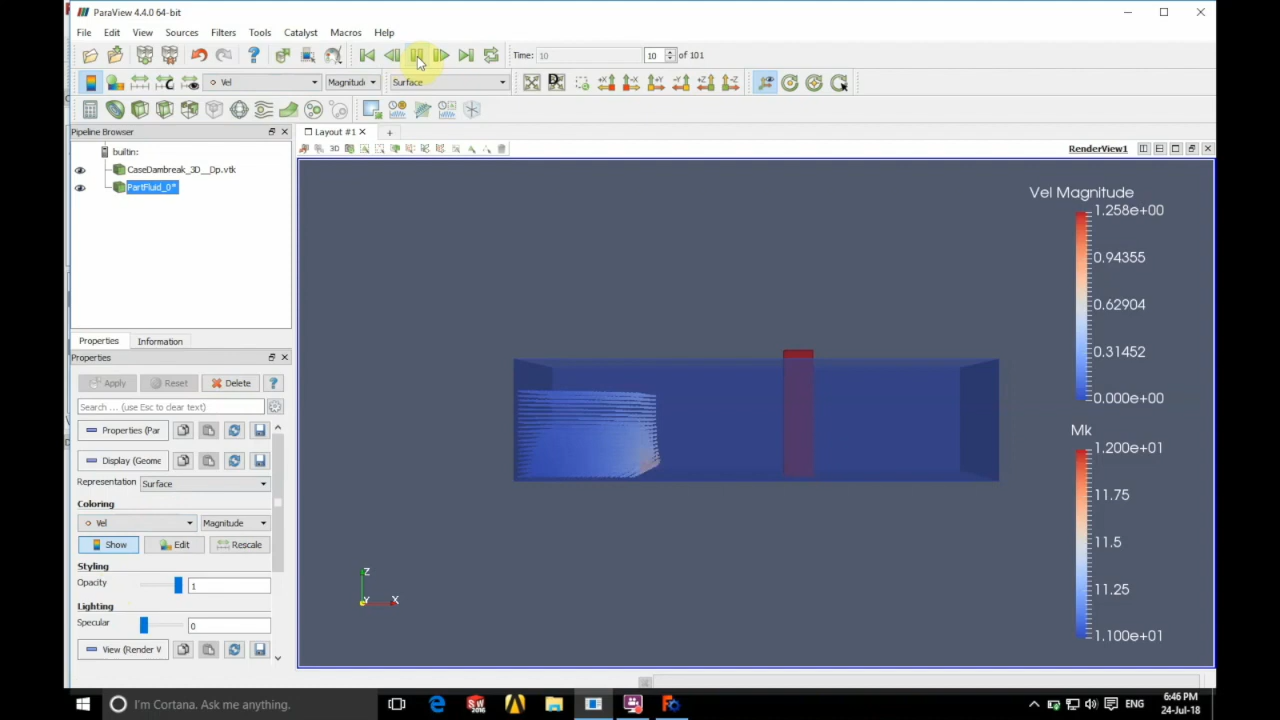 ParaView 4.4.0 64-bit
File Edit View Sources Filters Tools Catalyst Macros Help
Time: 10 10 of 101
Vel Magnitude Surface
Pipeline Browser
Layout #1
3D
RenderView1
builtin:
CaseDambreak_3D__Dp.vtk
PartFluid_0*
Vel Magnitude
1.258e+00
0.94355
0.62904
0.31452
0.000e+00
Mk
1.200e+01
11.75
11.5
11.25
1.100e+01
Z
Y
X
Properties Information
Properties
Apply Reset Delete ?
Search ... (use Esc to clear text)
Properties (Par
Display (Geome
Representation Surface
Coloring
Vel Magnitude
Show Edit Rescale
Styling
Opacity 1
Lighting
Specular 0
View (Render V
I'm Cortana. Ask me anything.
SW 2016
ENG
6:46 PM
24-Jul-18